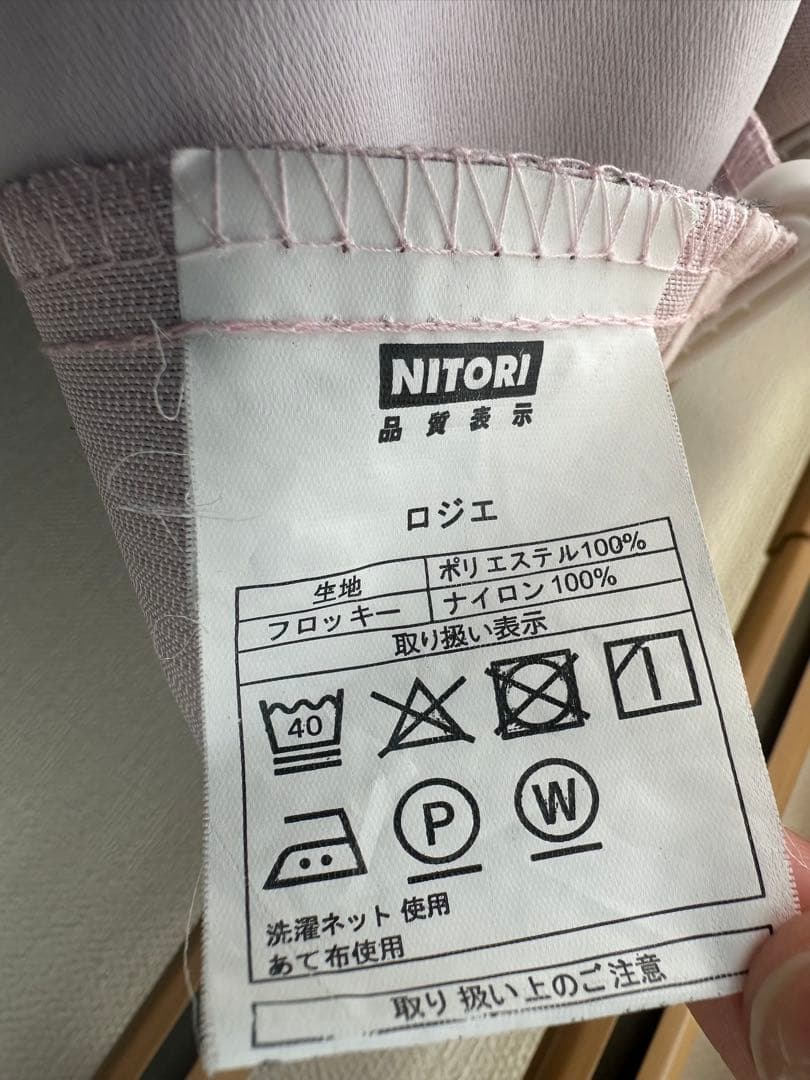 NITORI
品質表示
ロジエ
生地 ポリエステル100%
フロッキー ナイロン100%
取り扱い表示
40
P W
洗濯ネット使用
あて布使用
取り扱い上のご注意